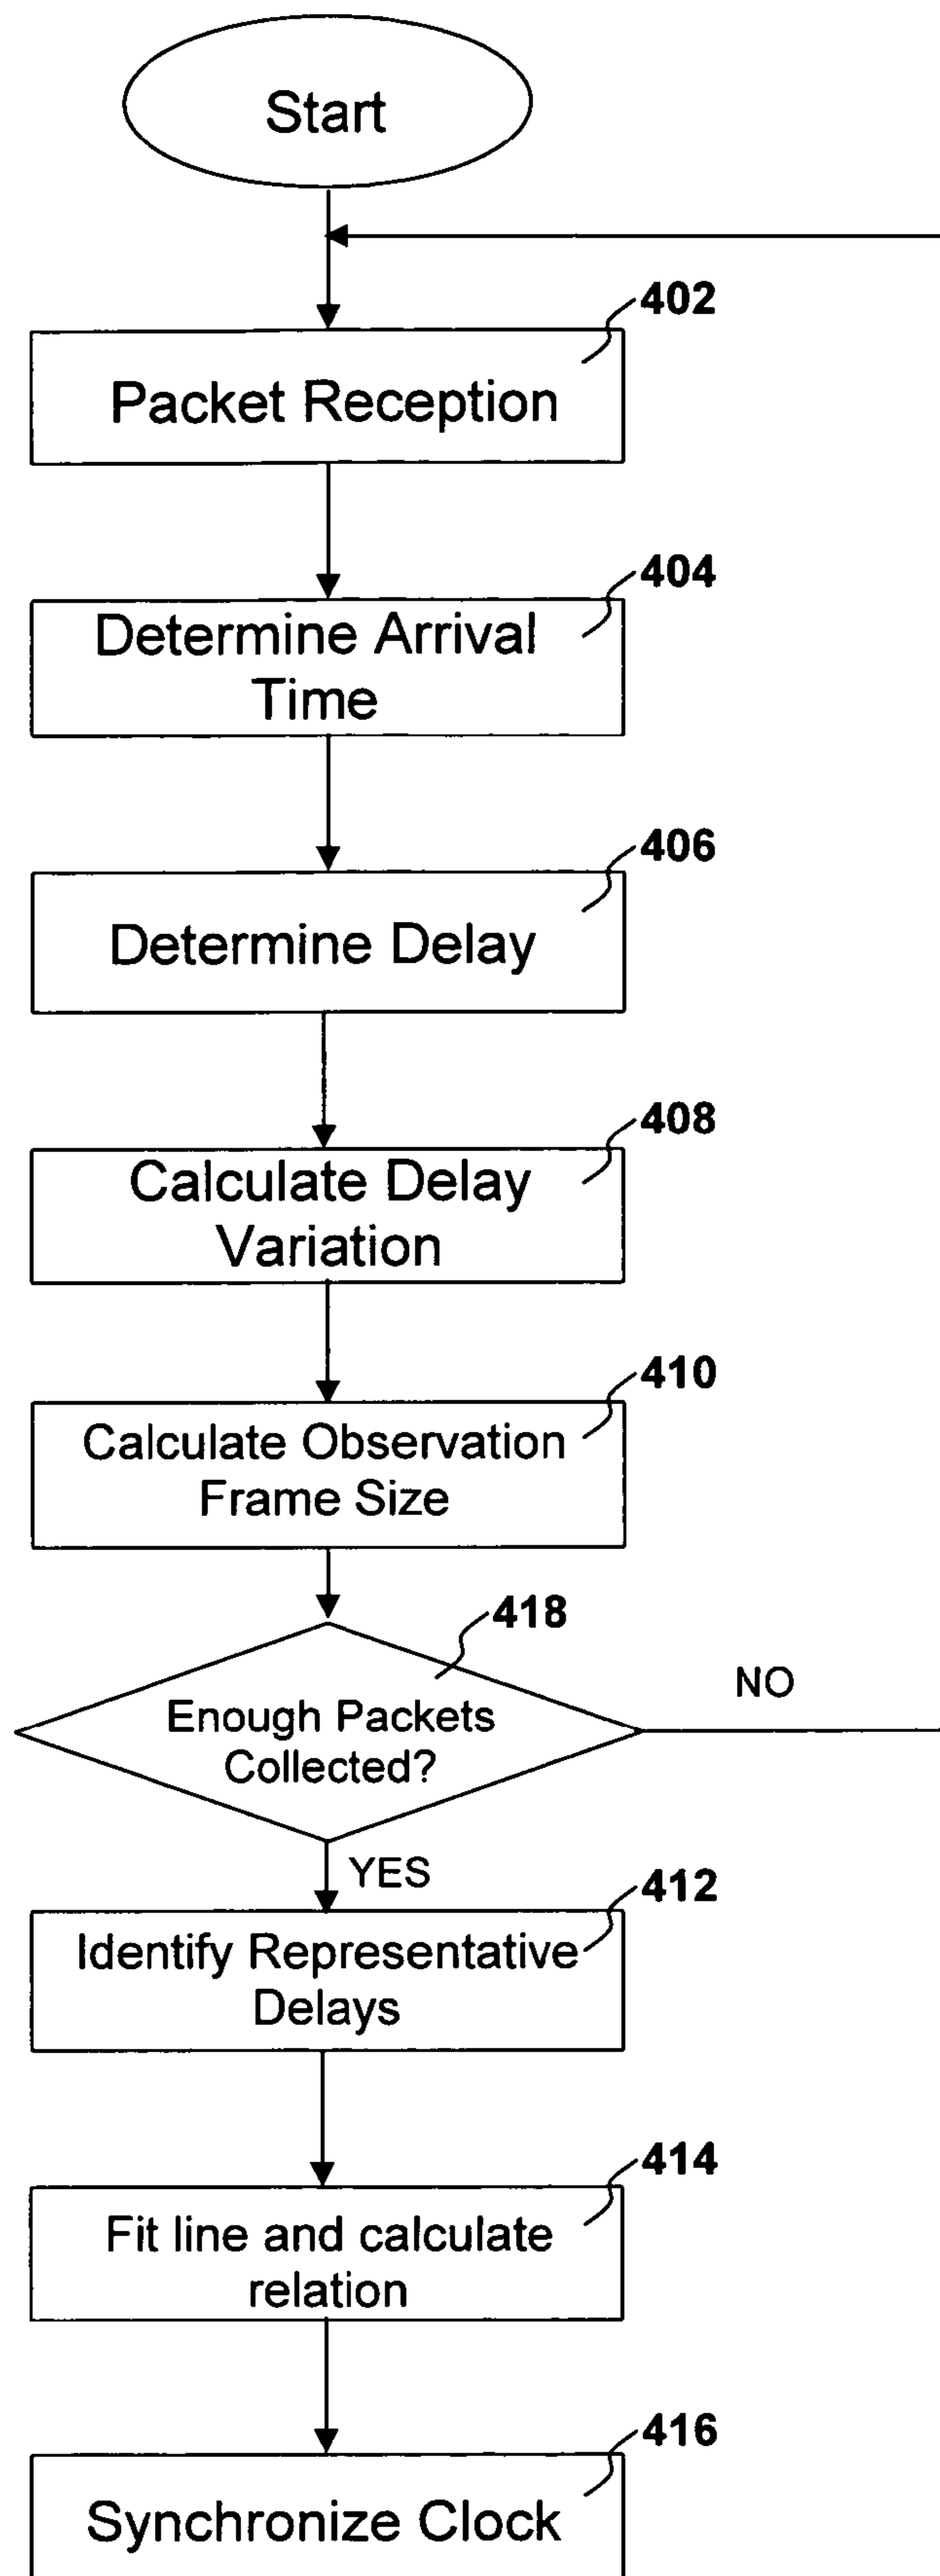 Start
402
Packet Reception
404
Determine Arrival
Time
406
Determine Delay
408
Calculate Delay
Variation
410
Calculate Observation
Frame Size
418
Enough Packets
Collected?
NO
YES
412
Identify Representative
Delays
414
Fit line and calculate
relation
416
Synchronize Clock